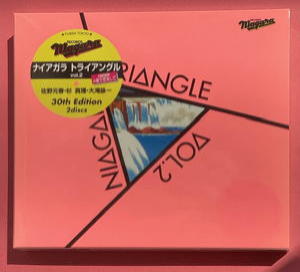 Niagara
ナイアガラ トライアングル
vol.2
佐野元春・杉 真理・大滝詠一
30th Edition
2discs
NIAGARA TRIANGLE
VOL.2